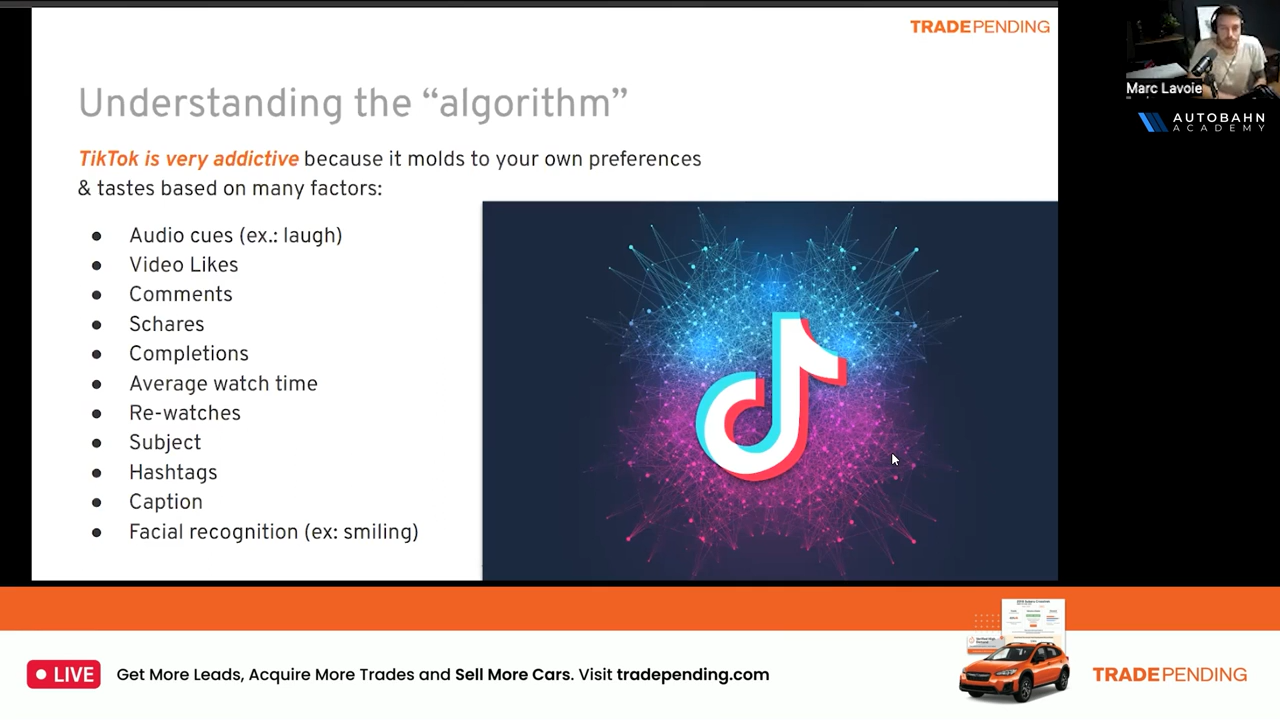 TRADEPENDING
Understanding the “algorithm”
TikTok is very addictive because it molds to your own preferences
& tastes based on many factors:
● Audio cues (ex.: laugh)
● Video Likes
● Comments
● Schares
● Completions
● Average watch time
● Re-watches
● Subject
● Hashtags
● Caption
● Facial recognition (ex: smiling)
Marc Lavoie
AUTOBAHN
ACADEMY
LIVE
Get More Leads, Acquire More Trades and Sell More Cars. Visit tradepending.com
TRADEPENDING